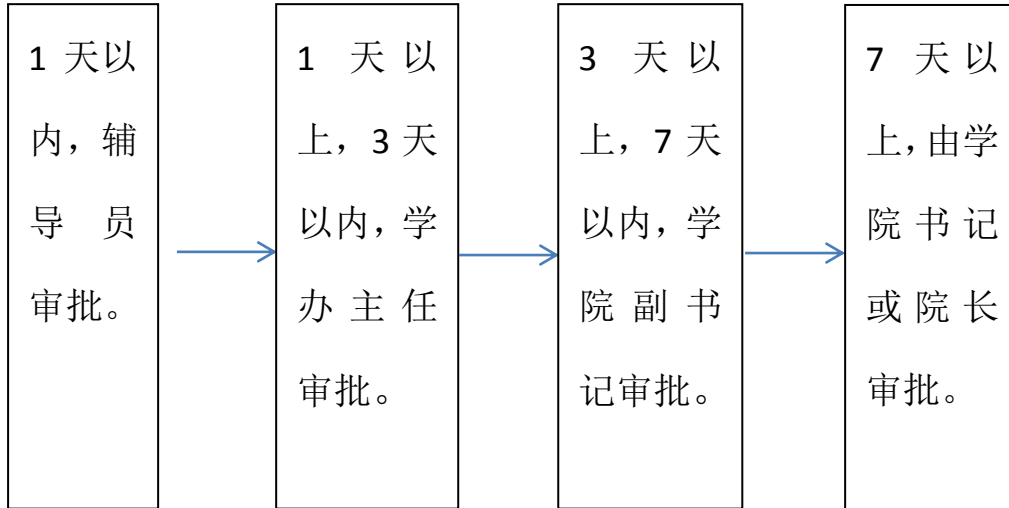 1 天以
内，辅
导员
审批。
1 天以
上，3 天
以内，学
办主任
审批。
3 天以
上，7 天
以内，学
院副书
记审批。
7 天以
上，由学
院书记
或院长
审批。